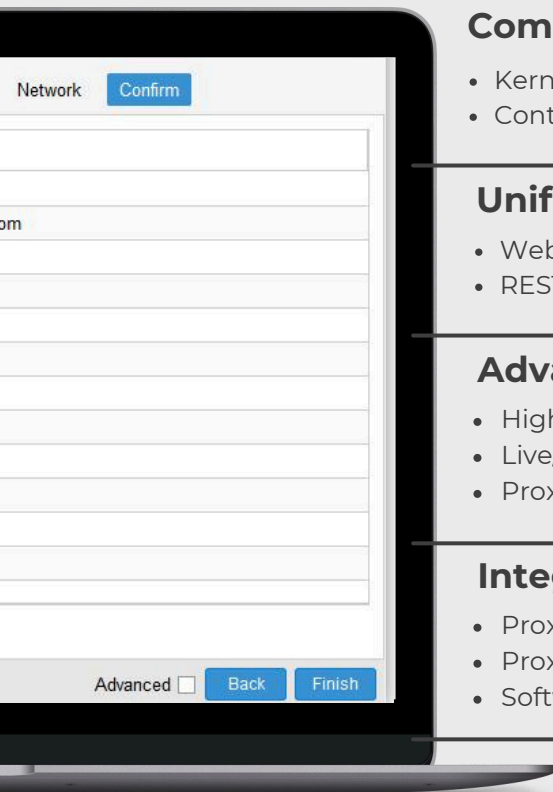 Network Confirm
om
Advanced Back Finish
Com
Kern
Cont
Unif
Web
RES
Adva
High
Live
Prox
Inte
Prox
Prox
Soft